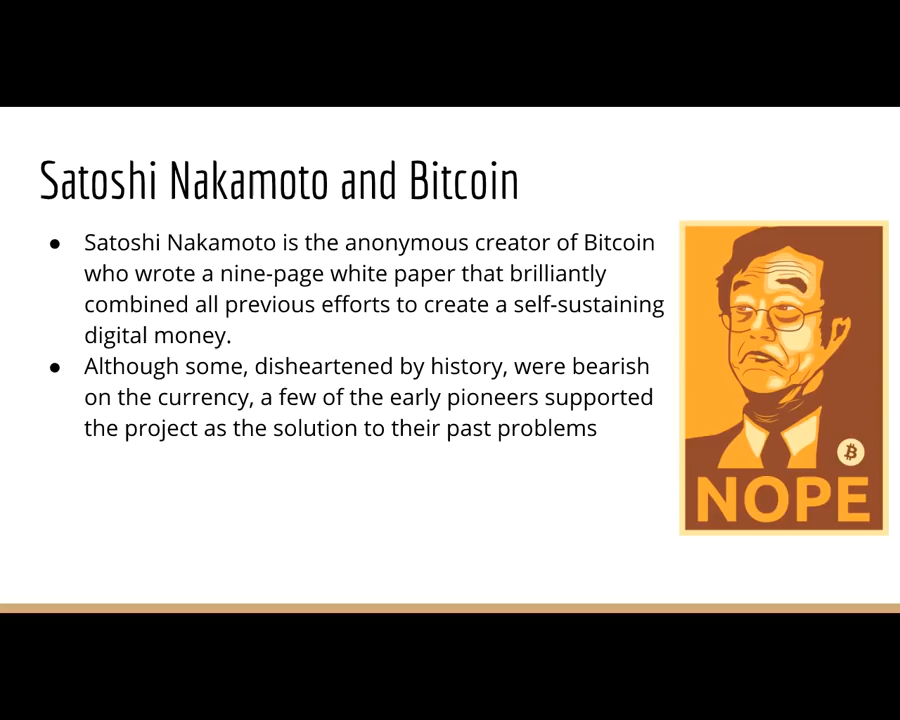 Satoshi Nakamoto and Bitcoin
● Satoshi Nakamoto is the anonymous creator of Bitcoin
who wrote a nine-page white paper that brilliantly
combined all previous efforts to create a self-sustaining
digital money.
● Although some, disheartened by history, were bearish
on the currency, a few of the early pioneers supported
the project as the solution to their past problems
₿
NOPE